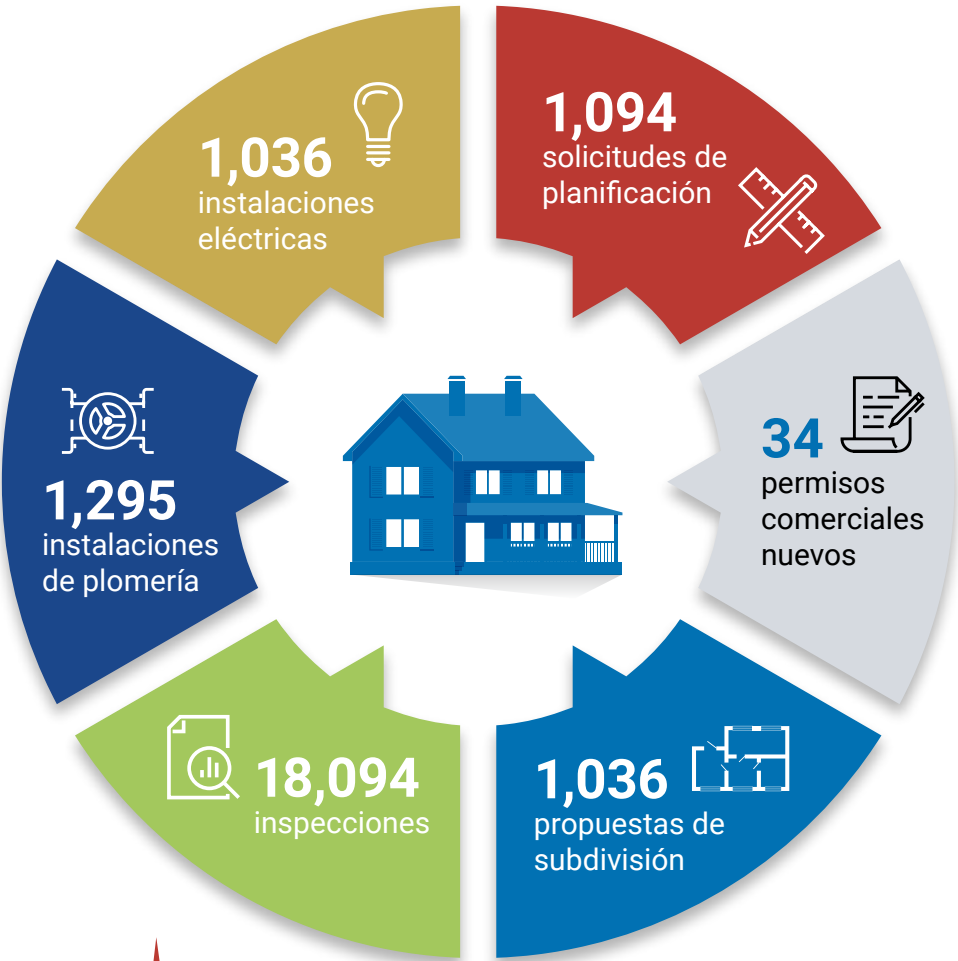 1,036
instalaciones
eléctricas
1,094
solicitudes de
planificación
34
permisos
comerciales
nuevos
1,036
propuestas de
subdivisión
18,094
inspecciones
1,295
instalaciones
de plomería